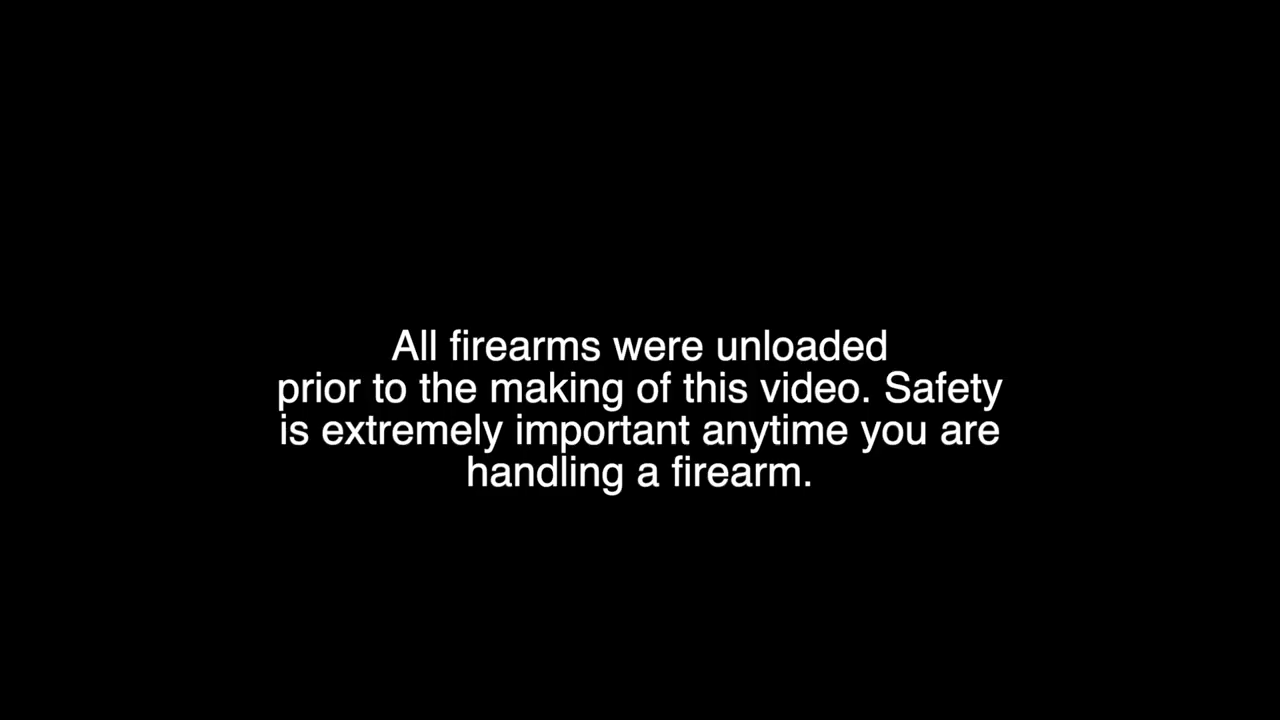 All firearms were unloaded
prior to the making of this video. Safety
is extremely important anytime you are
handling a firearm.